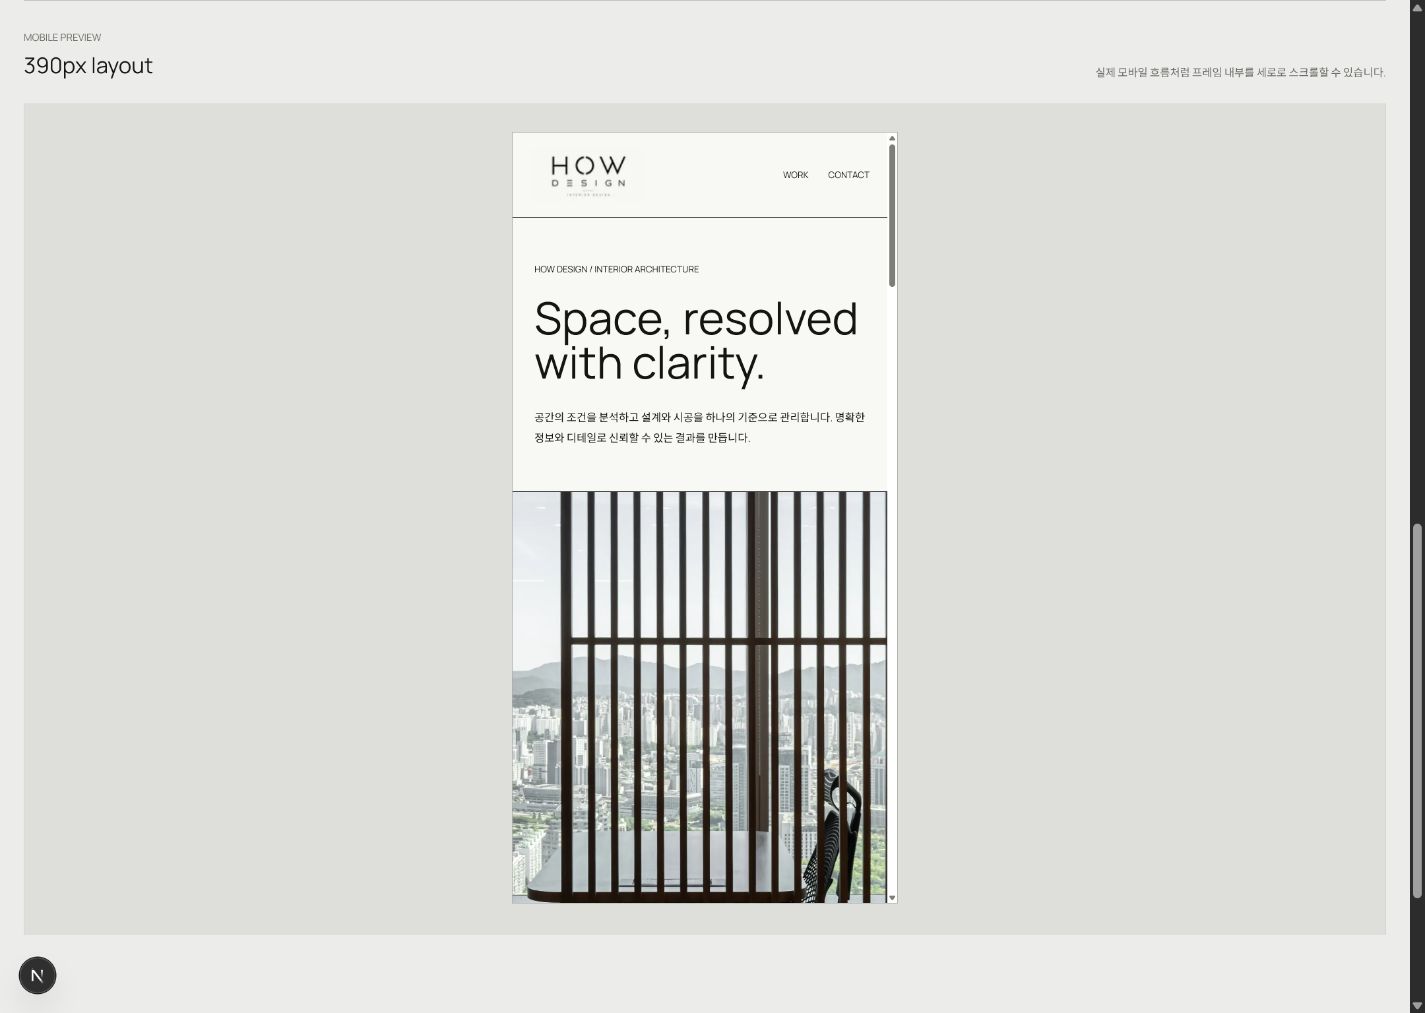 MOBILE PREVIEW
390px layout
실제 모바일 흐름처럼 프레임 내부를 세로로 스크롤할 수 있습니다.
HOW
DESIGN
INTERIOR DESIGN
WORK CONTACT
HOW DESIGN / INTERIOR ARCHITECTURE
Space, resolved
with clarity.
공간의 조건을 분석하고 설계와 시공을 하나의 기준으로 관리합니다. 명확한
정보와 디테일로 신뢰할 수 있는 결과를 만듭니다.
N